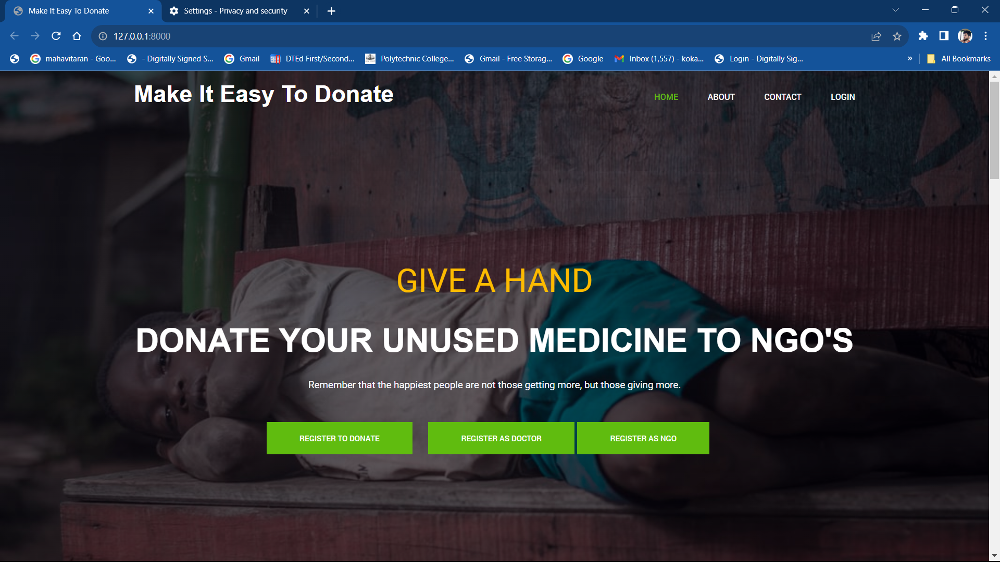 Make It Easy To Donate
Settings - Privacy and security
127.0.0.1:8000
mahavitaran - Goo...
- Digitally Signed S...
Gmail
DTEd First/Second...
Polytechnic College...
Gmail - Free Storag...
Google
Inbox (1,557) - koka...
Login - Digitally Sig...
»
All Bookmarks
Make It Easy To Donate
HOME
ABOUT
CONTACT
LOGIN
GIVE A HAND
DONATE YOUR UNUSED MEDICINE TO NGO'S
Remember that the happiest people are not those getting more, but those giving more.
REGISTER TO DONATE
REGISTER AS DOCTOR
REGISTER AS NGO